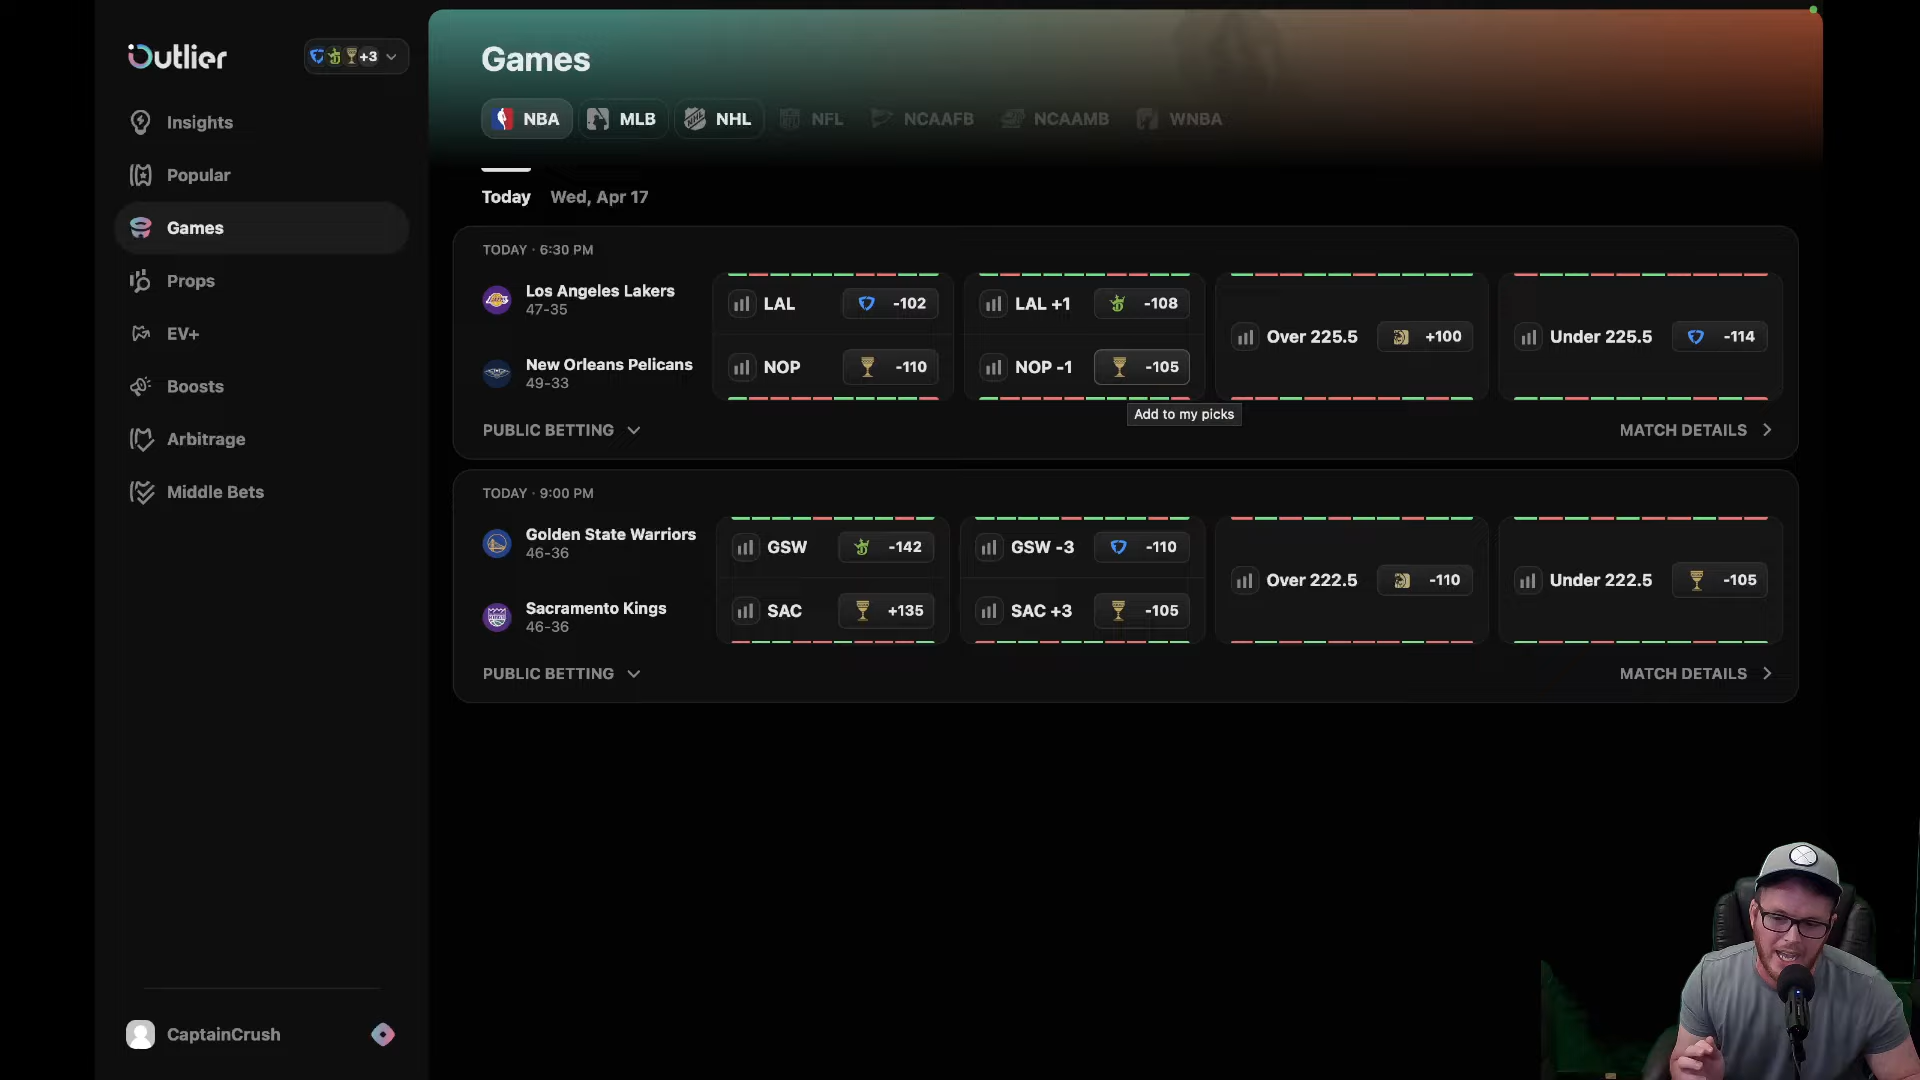 Outlier
+3
Insights
Popular
Games
Props
EV+
Boosts
Arbitrage
Middle Bets
CaptainCrush
Games
NBA
MLB
NHL
NFL
NCAAFB
NCAAMB
WNBA
Today
Wed, Apr 17
TODAY · 6:30 PM
Los Angeles Lakers
47-35
New Orleans Pelicans
49-33
LAL -102
NOP -110
LAL +1 -108
NOP -1 -105
Over 225.5 +100
Under 225.5 -114
Add to my picks
PUBLIC BETTING
MATCH DETAILS
TODAY · 9:00 PM
Golden State Warriors
46-36
Sacramento Kings
46-36
GSW -142
SAC +135
GSW -3 -110
SAC +3 -105
Over 222.5 -110
Under 222.5 -105
PUBLIC BETTING
MATCH DETAILS